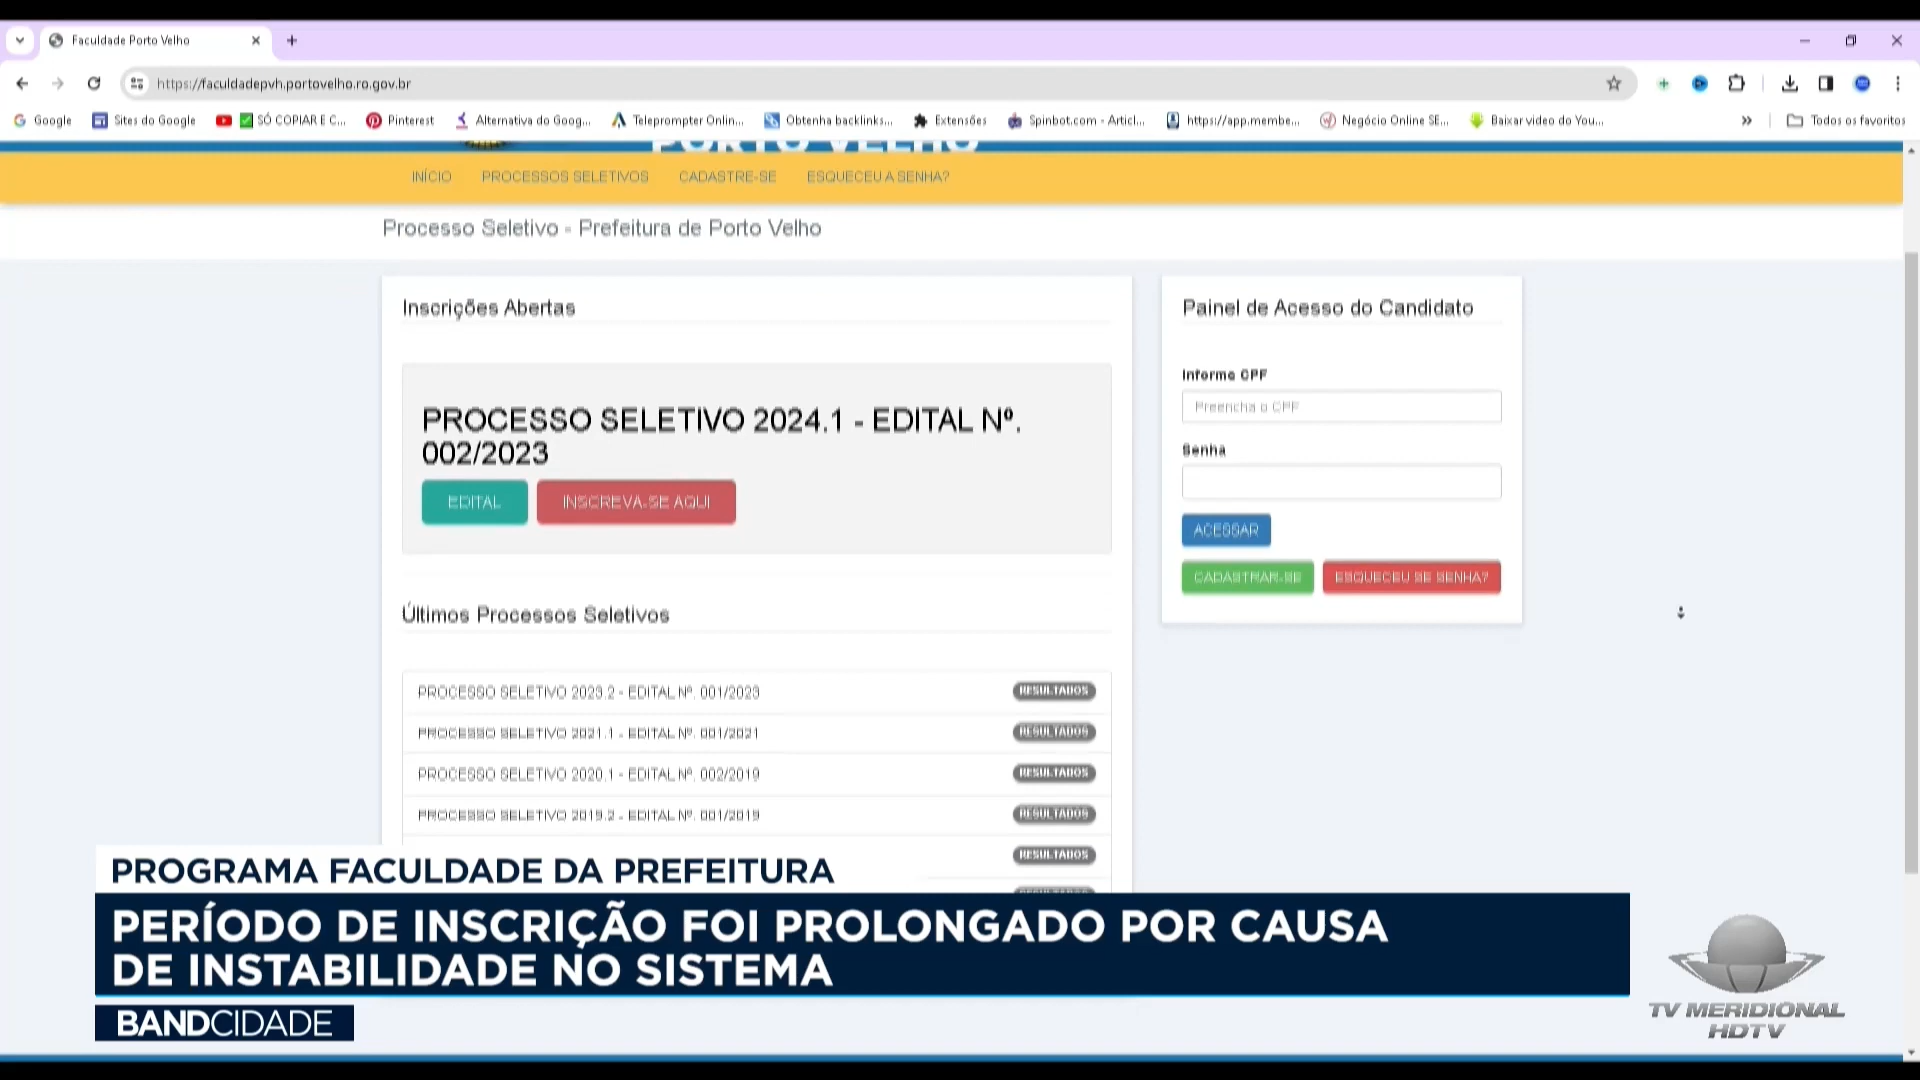 Faculdade Porto Velho
https://faculdadepvh.portovelho.ro.gov.br
Google
Sites do Google
SÓ COPIAR E C...
Pinterest
Alternativa do Goog...
Teleprompter Onlin...
Obtenha backlinks...
Extensões
Spinbot.com - Articl...
https://app.membe...
Negócio Online SE...
Baixar video do You...
Todos os favoritos
PORTO VELHO
INÍCIO
PROCESSOS SELETIVOS
CADASTRE-SE
ESQUECEU A SENHA?
Processo Seletivo - Prefeitura de Porto Velho
Inscrições Abertas
PROCESSO SELETIVO 2024.1 - EDITAL Nº.
002/2023
EDITAL
INSCREVA-SE AQUI
Últimos Processos Seletivos
PROCESSO SELETIVO 2023.2 - EDITAL Nº. 001/2023
RESULTADOS
PROCESSO SELETIVO 2021.1 - EDITAL Nº. 001/2021
RESULTADOS
PROCESSO SELETIVO 2020.1 - EDITAL Nº. 002/2019
RESULTADOS
PROCESSO SELETIVO 2019.2 - EDITAL Nº. 001/2019
RESULTADOS
RESULTADOS
Painel de Acesso do Candidato
Informe CPF
Preencha o CPF
Senha
ACESSAR
CADASTRAR-SE
ESQUECEU SE SENHA?
PROGRAMA FACULDADE DA PREFEITURA
PERÍODO DE INSCRIÇÃO FOI PROLONGADO POR CAUSA
DE INSTABILIDADE NO SISTEMA
BANDCIDADE
TV MERIDIONAL
HDTV